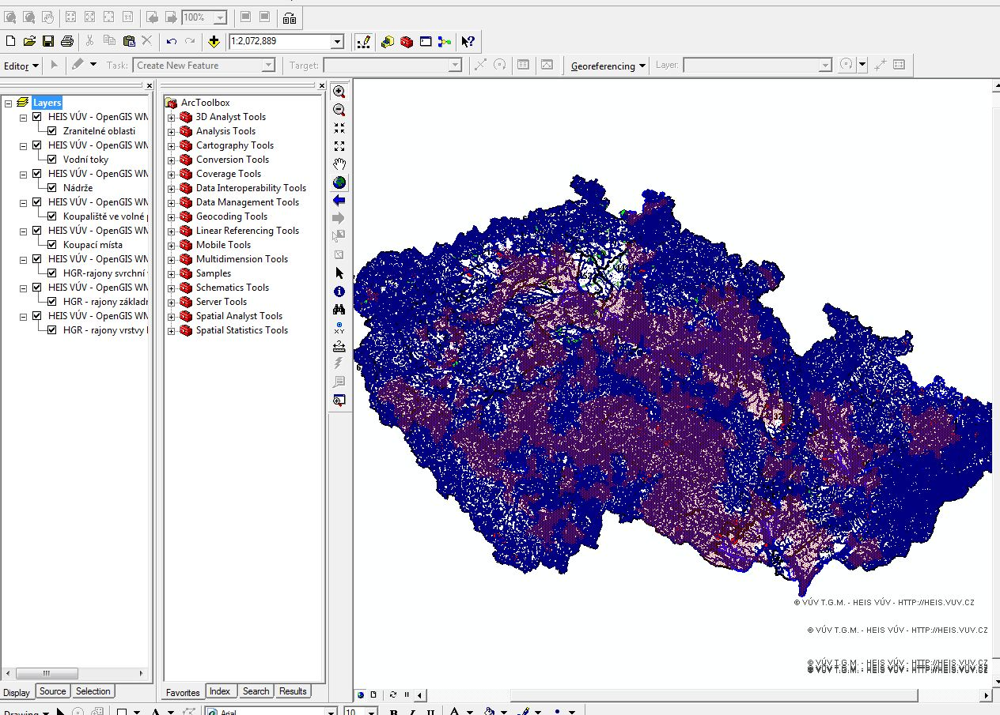 100%
1:1
1:2,072,889
Editor
Task: Create New Feature
Target:
Georeferencing
Layer:
Layers
HEIS VÚV - OpenGIS WM
Zranitelné oblasti
HEIS VÚV - OpenGIS WM
Vodní toky
HEIS VÚV - OpenGIS WM
Nádrže
HEIS VÚV - OpenGIS WM
Koupaliště ve volné
HEIS VÚV - OpenGIS WM
Koupací místa
HEIS VÚV - OpenGIS WM
HGR-rajony svrchní
HEIS VÚV - OpenGIS WM
HGR - rajony základn
HEIS VÚV - OpenGIS WM
HGR - rajony vrstvy
Display
Source
Selection
ArcToolbox
3D Analyst Tools
Analysis Tools
Cartography Tools
Conversion Tools
Coverage Tools
Data Interoperability Tools
Data Management Tools
Geocoding Tools
Linear Referencing Tools
Mobile Tools
Multidimension Tools
Samples
Schematics Tools
Server Tools
Spatial Analyst Tools
Spatial Statistics Tools
Favorites
Index
Search
Results
XY
© VÚV T.G.M. - HEIS VÚV - HTTP://HEIS.VUV.CZ
© VÚV T.G.M. - HEIS VÚV - HTTP://HEIS.VUV.CZ
© VÚV T.G.M. - HEIS VÚV - HTTP://HEIS.VUV.CZ
© VÚV T.G.M. - HEIS VÚV - HTTP://HEIS.VUV.CZ
Drawing
A
Arial
10
B I U A